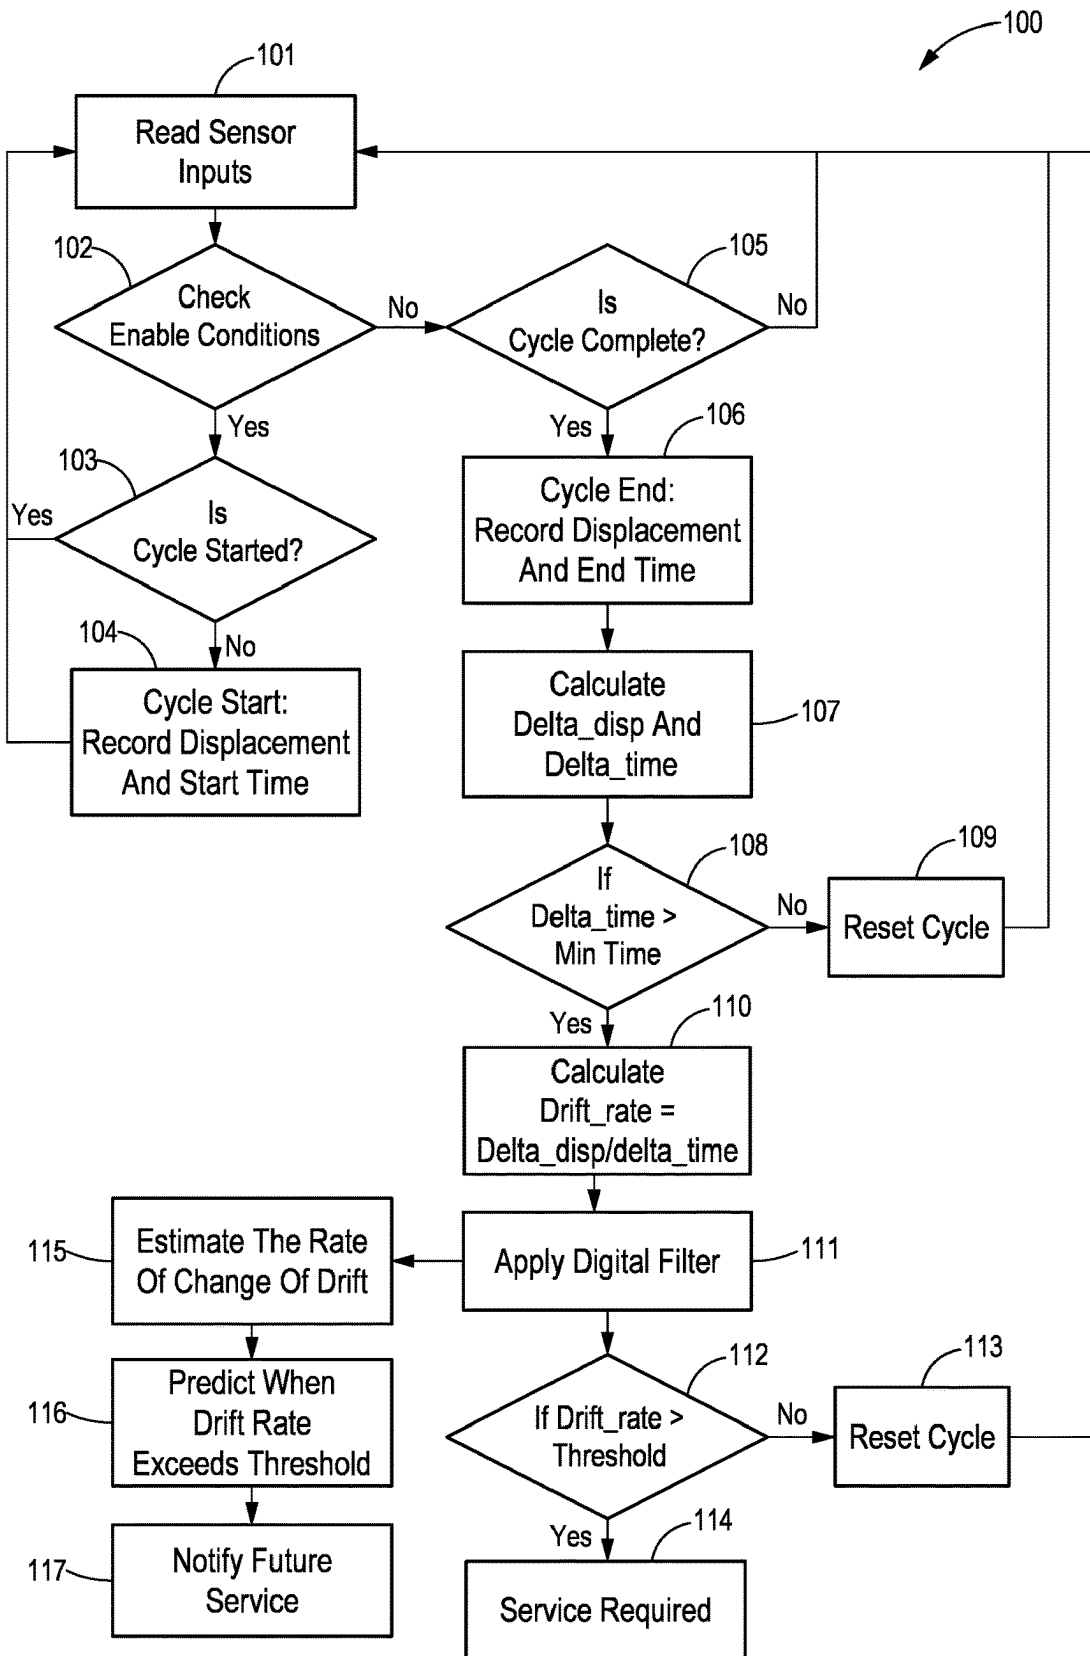 100
101
Read Sensor
Inputs
102
Check
Enable Conditions
No
105
Is
Cycle Complete?
No
Yes
103
Is
Cycle Started?
Yes
No
104
Cycle Start:
Record Displacement
And Start Time
Yes
106
Cycle End:
Record Displacement
And End Time
Calculate
Delta_disp And
Delta_time
107
108
If
Delta_time >
Min Time
No
109
Reset Cycle
Yes
110
Calculate
Drift_rate =
Delta_disp/delta_time
Apply Digital Filter
111
115
Estimate The Rate
Of Change Of Drift
116
Predict When
Drift Rate
Exceeds Threshold
117
Notify Future
Service
112
If Drift_rate >
Threshold
No
113
Reset Cycle
Yes
114
Service Required